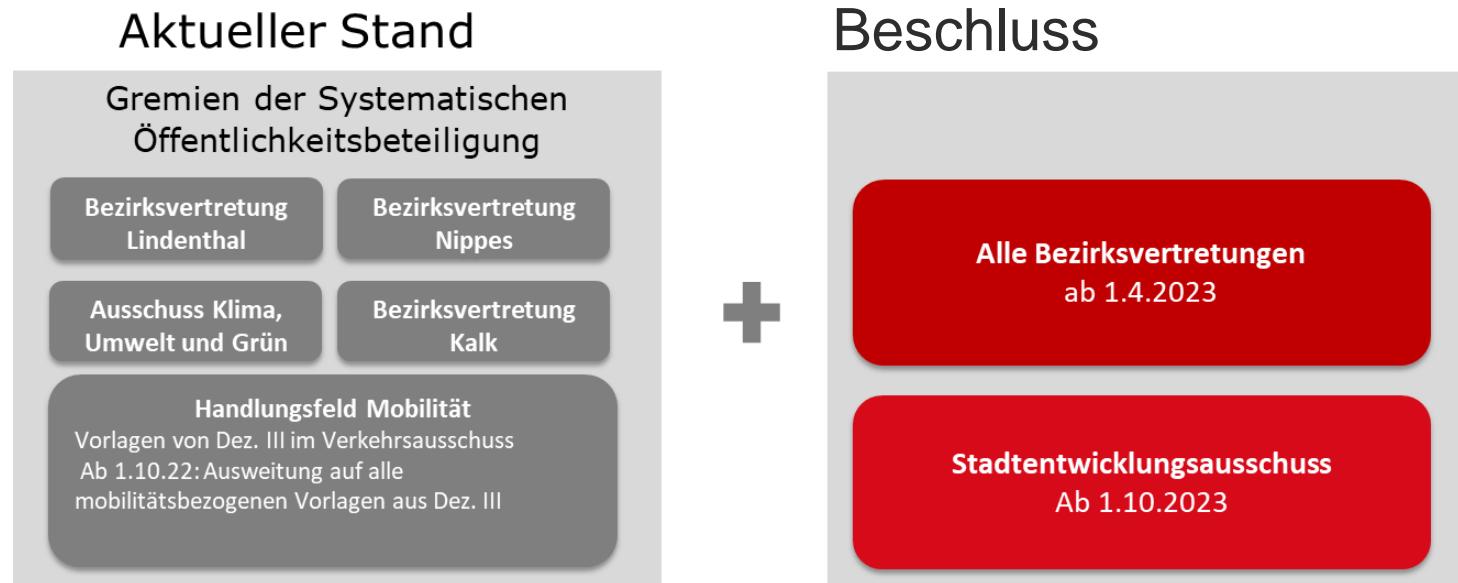 Aktueller Stand
Gremien der Systematischen
Öffentlichkeitsbeteiligung
Bezirksvertretung
Lindenthal
Bezirksvertretung
Nippes
Ausschuss Klima,
Umwelt und Grün
Bezirksvertretung
Kalk
Handlungsfeld Mobilität
Vorlagen von Dez. III im Verkehrsausschuss
Ab 1.10.22: Ausweitung auf alle
mobilitätsbezogenen Vorlagen aus Dez. III
Beschluss
Alle Bezirksvertretungen
ab 1.4.2023
Stadtentwicklungsausschuss
Ab 1.10.2023